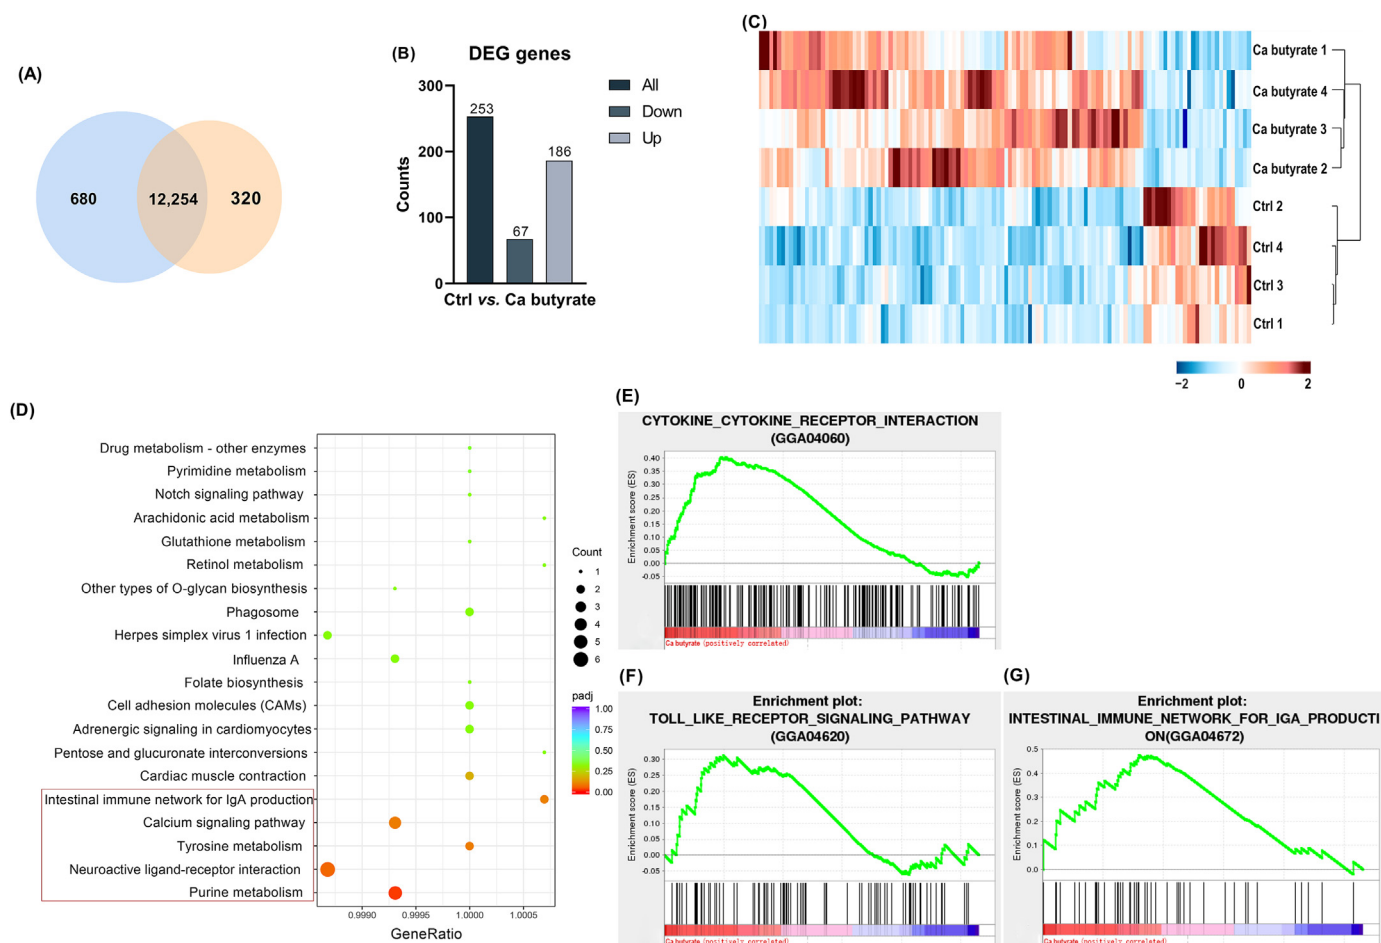 (A)
680
12,254
320
(B)
DEG genes
300
200
100
0
Counts
253
67
186
Ctrl vs. Ca butyrate
All
Down
Up
(C)
Ca butyrate 1
Ca butyrate 4
Ca butyrate 3
Ca butyrate 2
Ctrl 2
Ctrl 4
Ctrl 3
Ctrl 1
−2 0 2
(D)
Drug metabolism - other enzymes
Pyrimidine metabolism
Notch signaling pathway
Arachidonic acid metabolism
Glutathione metabolism
Retinol metabolism
Other types of O-glycan biosynthesis
Phagosome
Herpes simplex virus 1 infection
Influenza A
Folate biosynthesis
Cell adhesion molecules (CAMs)
Adrenergic signaling in cardiomyocytes
Pentose and glucuronate interconversions
Cardiac muscle contraction
Intestinal immune network for IgA production
Calcium signaling pathway
Tyrosine metabolism
Neuroactive ligand-receptor interaction
Purine metabolism
0.9990 0.9995 1.0000 1.0005
GeneRatio
Count
1
2
3
4
5
6
padj
1.00
0.75
0.50
0.25
0.00
(E)
CYTOKINE_CYTOKINE_RECEPTOR_INTERACTION
(GGA04060)
Enrichment score (ES)
0.40
0.35
0.30
0.25
0.20
0.15
0.10
0.05
0.00
-0.05
Ca butyrate (positively correlated)
(F)
Enrichment plot:
TOLL_LIKE_RECEPTOR_SIGNALING_PATHWAY
(GGA04620)
Enrichment score (ES)
0.30
0.25
0.20
0.15
0.10
0.05
0.00
-0.05
Ca butyrate (positively correlated)
(G)
Enrichment plot:
INTESTINAL_IMMUNE_NETWORK_FOR_IGA_PRODUCTI
ON(GGA04672)
Enrichment score (ES)
0.5
0.4
0.3
0.2
0.1
0.0
Ca butyrate (positively correlated)